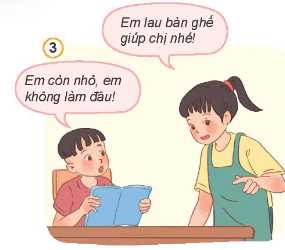 Em lau bàn ghế
giúp chị nhé!
3
Em còn nhỏ, em
không làm đâu!